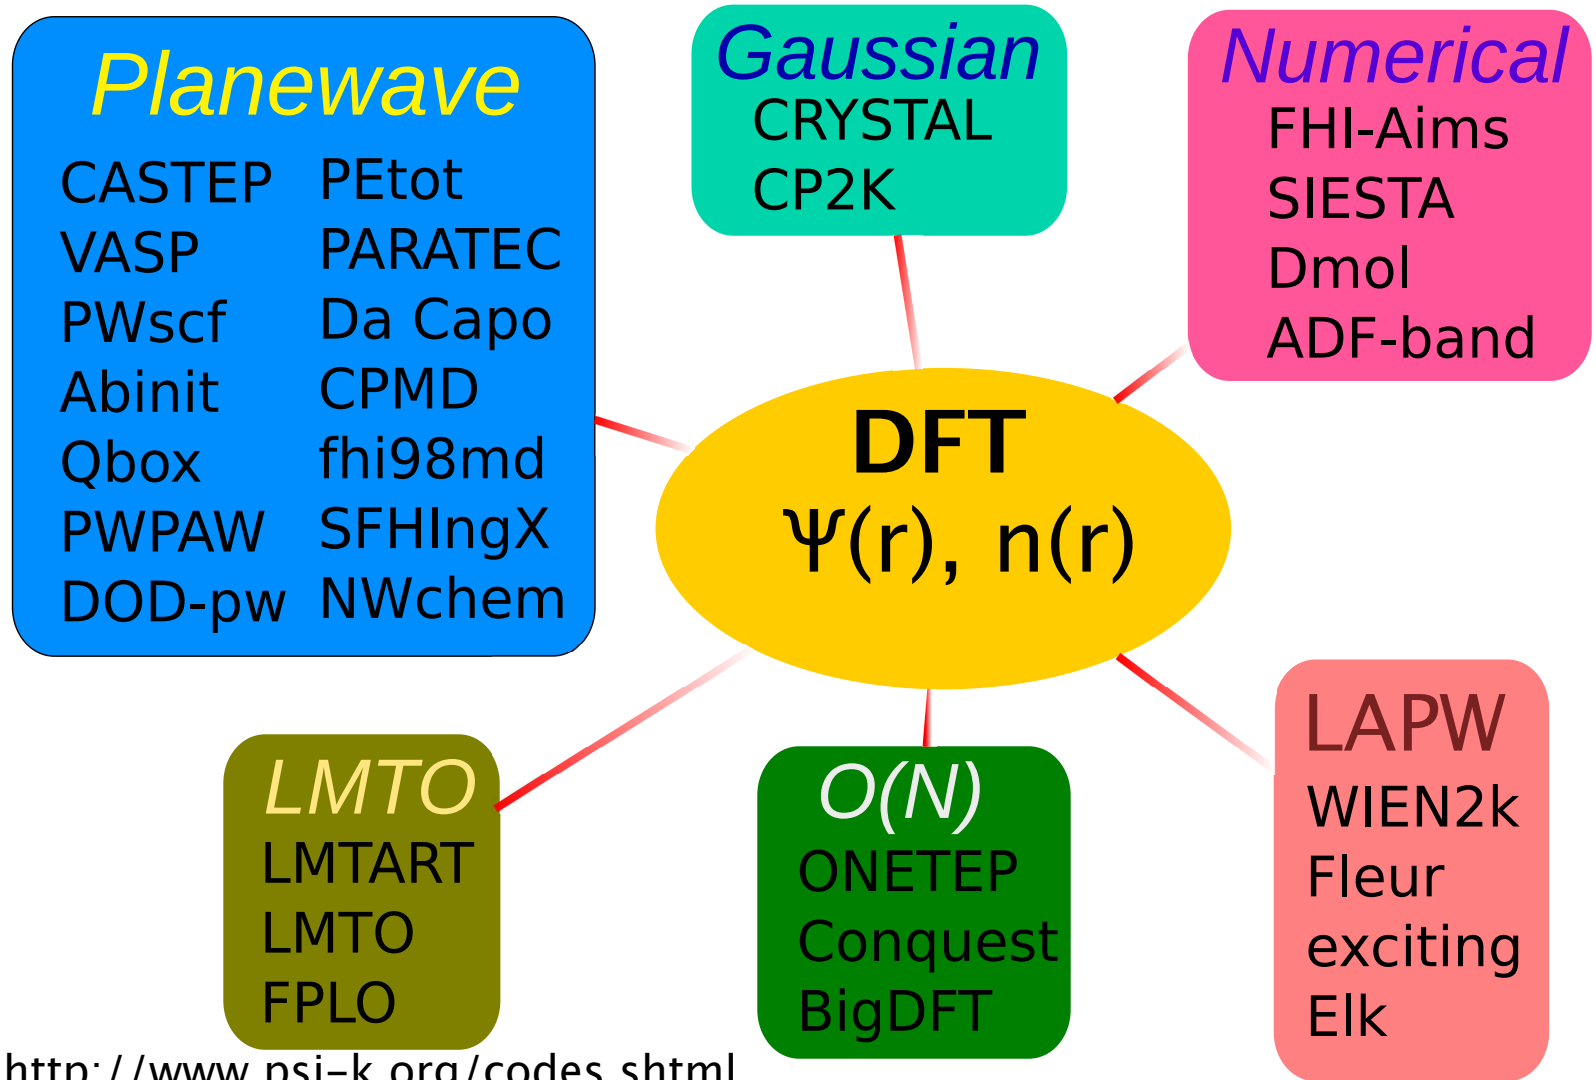 Planewave
CASTEP
VASP
PWscf
Abinit
Qbox
PWPAW
DOD-pw
PEtot
PARATEC
Da Capo
CPMD
fhi98md
SFHIngX
NWchem
Gaussian
CRYSTAL
CP2K
Numerical
FHI-Aims
SIESTA
Dmol
ADF-band
DFT
Ψ(r), n(r)
LMTO
LMTART
LMTO
FPLO
O(N)
ONETEP
Conquest
BigDFT
LAPW
WIEN2k
Fleur
exciting
Elk
http://www.psi-k.org/codes.shtml